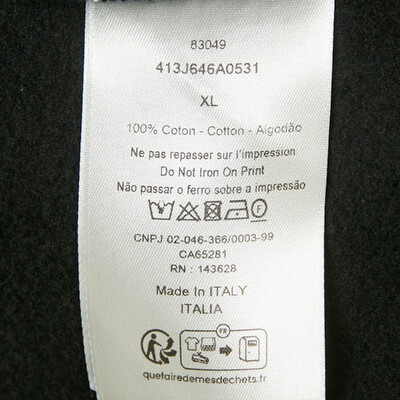 83049
413J646A0531
XL
100% Coton - Cotton - Algodão
Ne pas repasser sur l'impression
Do Not Iron On Print
Não passar o ferro sobre a impressão
F
CNPJ 02-046-366/0003-99
CA65281
RN : 143628
Made In ITALY
ITALIA
FR
quefairedemesdechets.fr